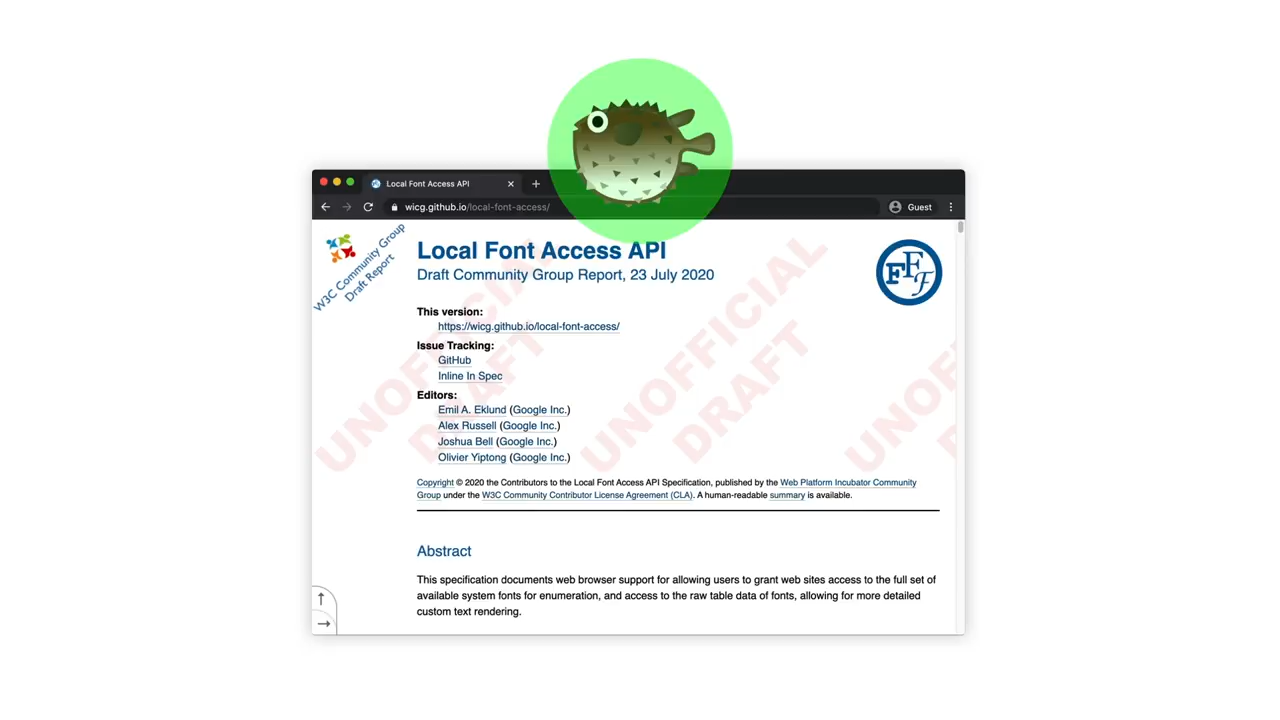 Local Font Access API
wicg.github.io/local-font-access/
Guest
W3C Community Group
Draft Report
Local Font Access API
Draft Community Group Report, 23 July 2020
FFF
This version:
https://wicg.github.io/local-font-access/
Issue Tracking:
GitHub
Inline In Spec
Editors:
Emil A. Eklund (Google Inc.)
Alex Russell (Google Inc.)
Joshua Bell (Google Inc.)
Olivier Yiptong (Google Inc.)
UNOFFICIAL
DRAFT
UNOFFICIAL
DRAFT
Copyright © 2020 the Contributors to the Local Font Access API Specification, published by the Web Platform Incubator Community
Group under the W3C Community Contributor License Agreement (CLA). A human-readable summary is available.
Abstract
This specification documents web browser support for allowing users to grant web sites access to the full set of
available system fonts for enumeration, and access to the raw table data of fonts, allowing for more detailed
custom text rendering.